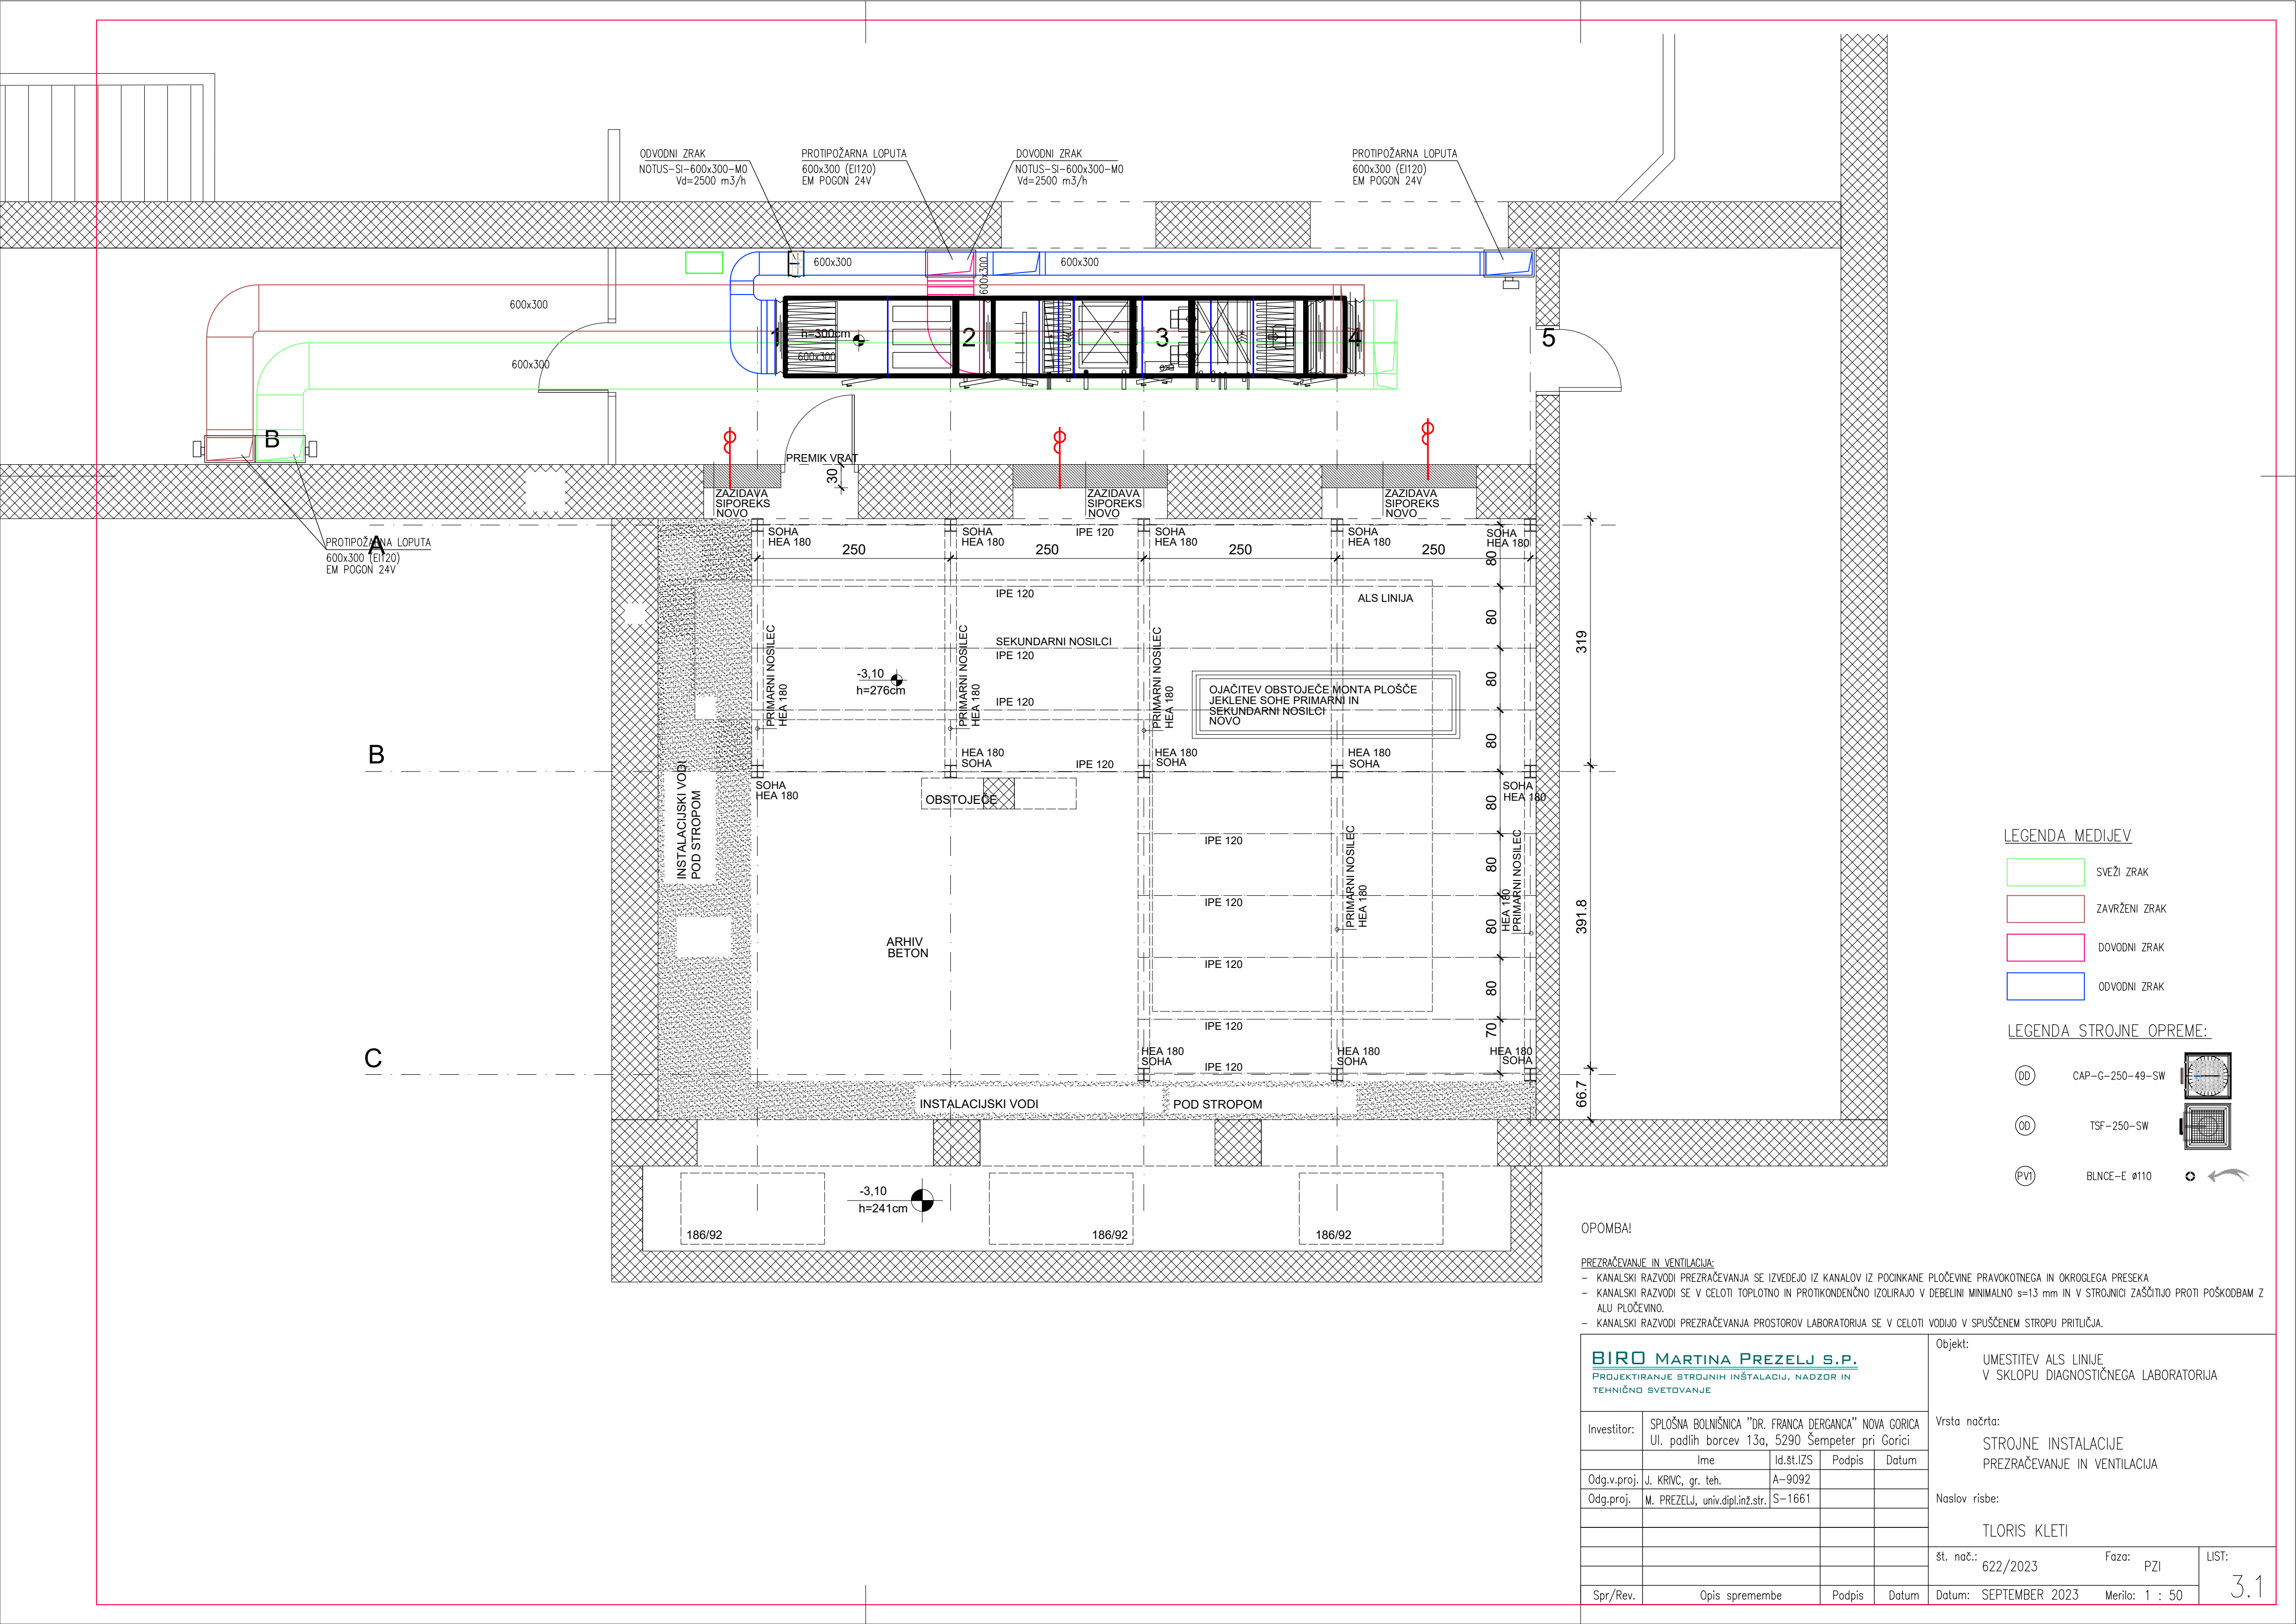 ODVODNI ZRAK
NOTUS-SI-600x300-MO
Vd=2500 m3/h
PROTIPOŽARNA LOPUTA
600x300 (EI120)
EM POGON 24V
DOVODNI ZRAK
NOTUS-SI-600x300-MO
Vd=2500 m3/h
PROTIPOŽARNA LOPUTA
600x300 (EI120)
EM POGON 24V
600x300
600x300
600x300
600x300
600x300
600x300
h=300cm
1
2
3
4
5
B
PREMIK VRAT
30
ZAZIDAVA
SIPOREKS
NOVO
ZAZIDAVA
SIPOREKS
NOVO
ZAZIDAVA
SIPOREKS
NOVO
PROTIPOŽARNA LOPUTA
600x300 (EI120)
EM POGON 24V
A
SOHA
HEA 180
SOHA
HEA 180
IPE 120
SOHA
HEA 180
SOHA
HEA 180
SOHA
HEA 180
250
250
250
250
80
80
80
80
80
80
80
80
70
319
391.8
66.7
IPE 120
ALS LINIJA
SEKUNDARNI NOSILCI
IPE 120
IPE 120
-3,10
h=276cm
PRIMARNI NOSILEC
HEA 180
PRIMARNI NOSILEC
HEA 180
PRIMARNI NOSILEC
HEA 180
OJAČITEV OBSTOJEČE MONTA PLOŠČE
JEKLENE SOHE PRIMARNI IN
SEKUNDARNI NOSILCI
NOVO
B
HEA 180
SOHA
IPE 120
HEA 180
SOHA
HEA 180
SOHA
SOHA
HEA 180
SOHA
HEA 180
OBSTOJEČE
INSTALACIJSKI VODI
POD STROPOM
IPE 120
IPE 120
IPE 120
IPE 120
IPE 120
PRIMARNI NOSILEC
HEA 180
HEA 180
PRIMARNI NOSILEC
ARHIV
BETON
C
HEA 180
SOHA
HEA 180
SOHA
HEA 180
SOHA
INSTALACIJSKI VODI
POD STROPOM
-3,10
h=241cm
186/92
186/92
186/92
LEGENDA MEDIJEV
SVEŽI ZRAK
ZAVRŽENI ZRAK
DOVODNI ZRAK
ODVODNI ZRAK
LEGENDA STROJNE OPREME:
DD CAP-G-250-49-SW
OD TSF-250-SW
PV1 BLNCE-E ø110
OPOMBA!
PREZRAČEVANJE IN VENTILACIJA:
- KANALSKI RAZVODI PREZRAČEVANJA SE IZVEDEJO IZ KANALOV IZ POCINKANE PLOČEVINE PRAVOKOTNEGA IN OKROGLEGA PRESEKA
- KANALSKI RAZVODI SE V CELOTI TOPLOTNO IN PROTIKONDENČNO IZOLIRAJO V DEBELINI MINIMALNO s=13 mm IN V STROJNICI ZAŠČITIJO PROTI POŠKODBAM Z
ALU PLOČEVINO.
- KANALSKI RAZVODI PREZRAČEVANJA PROSTOROV LABORATORIJA SE V CELOTI VODIJO V SPUŠČENEM STROPU PRITLIČJA.
BIRO MARTINA PREZELJ S.P.
PROJEKTIRANJE STROJNIH INŠTALACIJ, NADZOR IN
TEHNIČNO SVETOVANJE
Objekt:
UMESTITEV ALS LINIJE
V SKLOPU DIAGNOSTIČNEGA LABORATORIJA
Investitor:
SPLOŠNA BOLNIŠNICA "DR. FRANCA DERGANCA" NOVA GORICA
Ul. padlih borcev 13a, 5290 Šempeter pri Gorici
Vrsta načrta:
STROJNE INSTALACIJE
PREZRAČEVANJE IN VENTILACIJA
Ime Id.št.IZS Podpis Datum
Odg.v.proj. J. KRIVC, gr. teh. A-9092
Odg.proj. M. PREZELJ, univ.dipl.inž.str. S-1661
Naslov risbe:
TLORIS KLETI
št. nač.: 622/2023
Faza: PZI
LIST: 3.1
Spr/Rev. Opis spremembe Podpis Datum
Datum: SEPTEMBER 2023
Merilo: 1 : 50